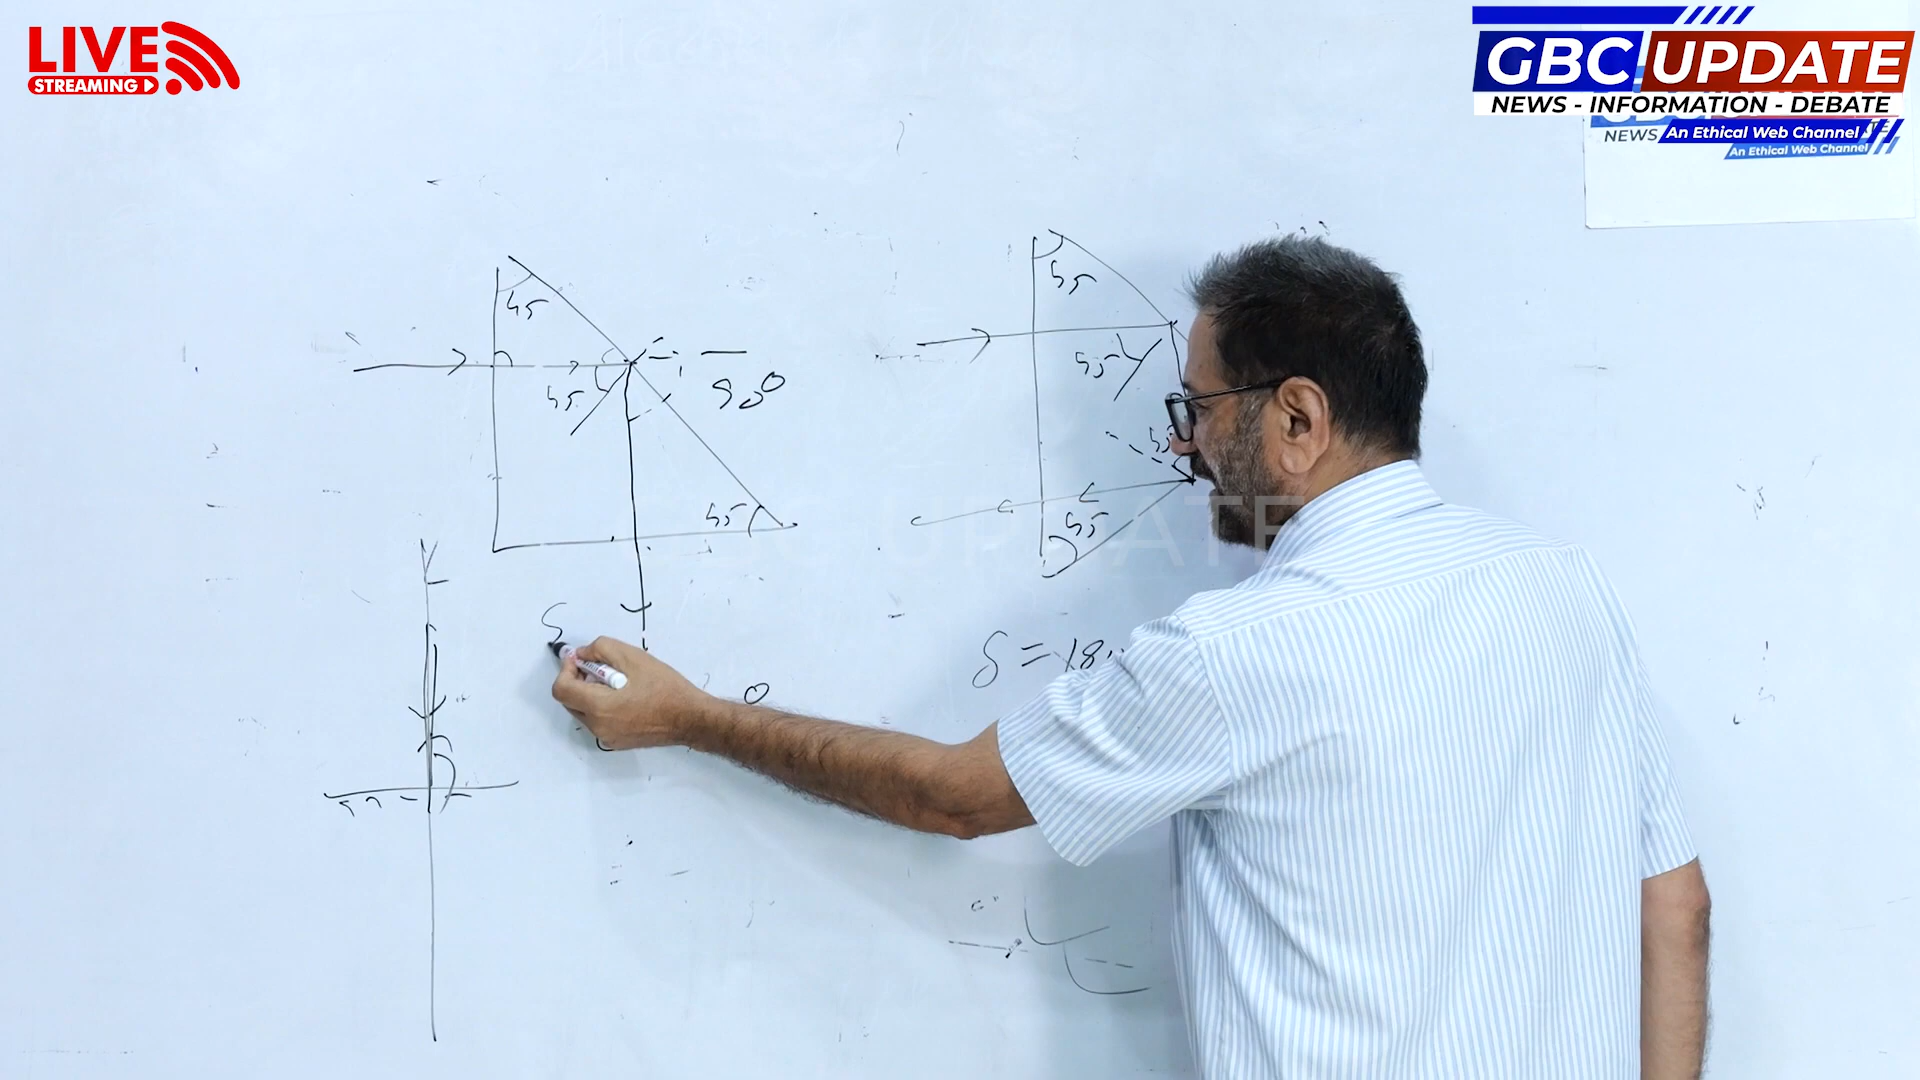 LIVE
STREAMING
GBC UPDATE
NEWS - INFORMATION - DEBATE
An Ethical Web Channel
NEWS
An Ethical Web Channel
45
45
45
90°
45
45
45
45
UPDATE
δ = 18